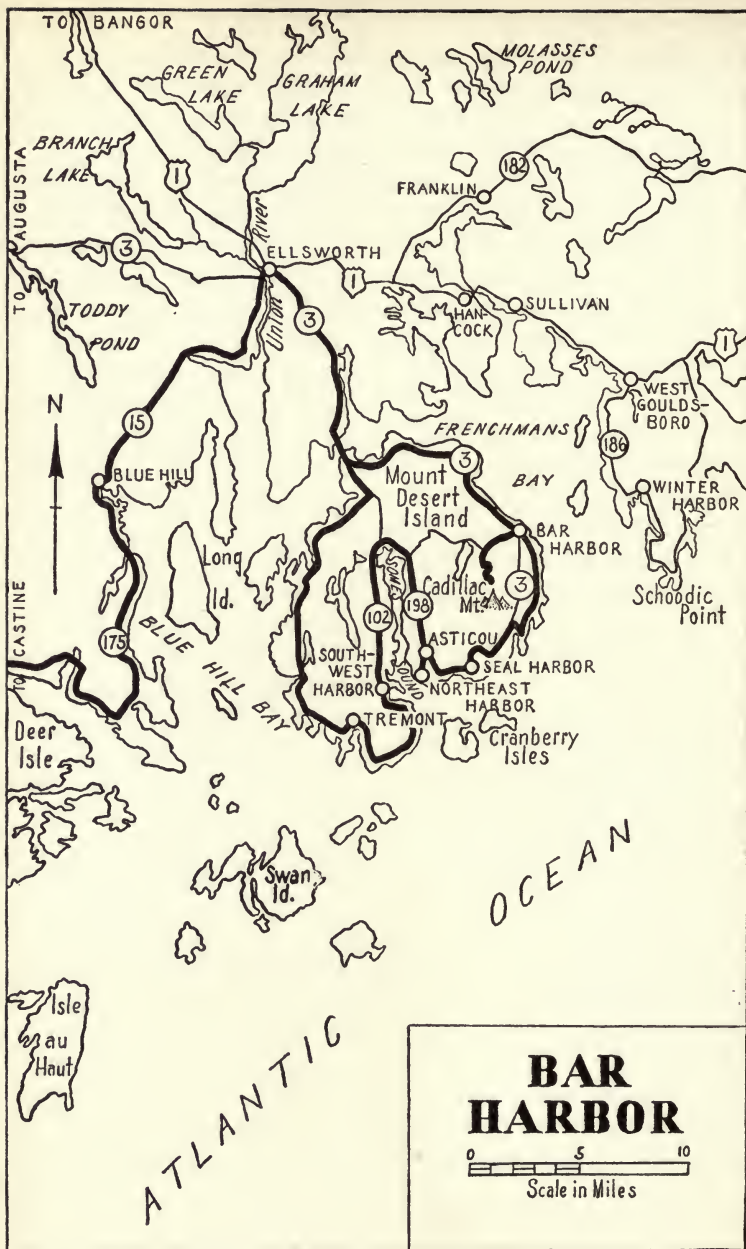 TO BANGOR
MOLASSES
POND
GREEN
LAKE
GRAHAM
LAKE
BRANCH
LAKE
1
182
FRANKLIN
TO AUGUSTA
3
River
ELLSWORTH
1
TODDY
POND
Union
3
HAN-
COCK
SULLIVAN
1
WEST
GOULDS-
BORO
N
15
FRENCHMANS
BAY
3
186
BLUE HILL
Mount
Desert
Island
WINTER
HARBOR
BAR
HARBOR
Long
Id.
SOMES
SOUND
Cadillac
Mt.
3
Schoodic
Point
102
198
175
BLUE HILL BAY
ASTICOU
SOUTH-
WEST
HARBOR
SEAL HARBOR
NORTHEAST
HARBOR
TO CASTINE
TREMONT
Cranberry
Isles
Deer
Isle
Swan
Id.
ATLANTIC
OCEAN
Isle
au
Haut
BAR
HARBOR
0 5 10
Scale in Miles